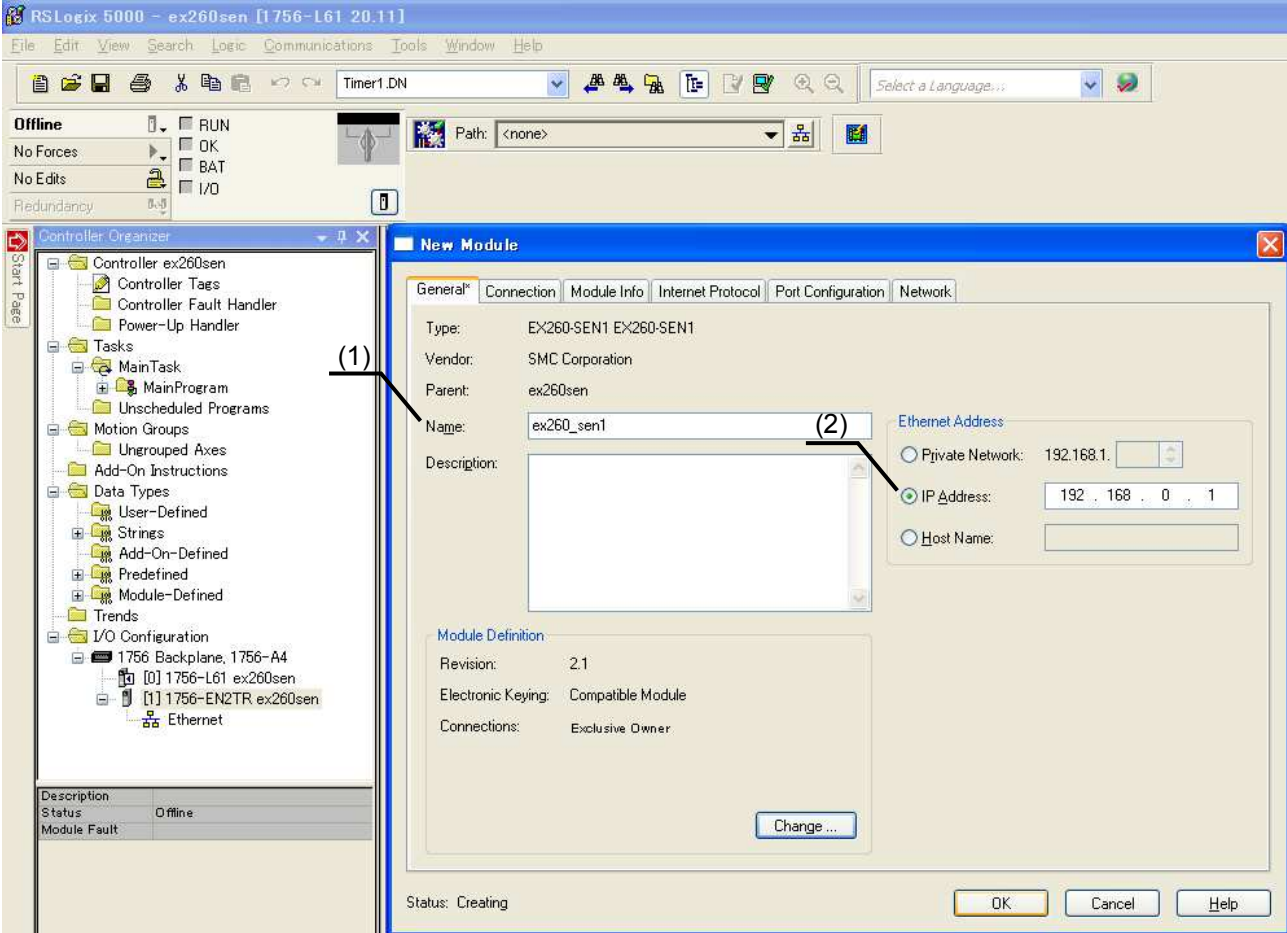 RSLogix 5000 - ex260sen [1756-L61 20.11]
File Edit View Search Logic Communications Tools Window Help
Timer1.DN
Select a Language...
Offline
RUN
No Forces
OK
No Edits
BAT
Redundancy
I/O
Path: <none>
Start Page
Controller Organizer
Controller ex260sen
Controller Tags
Controller Fault Handler
Power-Up Handler
Tasks
MainTask
MainProgram
Unscheduled Programs
Motion Groups
Ungrouped Axes
Add-On Instructions
Data Types
User-Defined
Strings
Add-On-Defined
Predefined
Module-Defined
Trends
I/O Configuration
1756 Backplane, 1756-A4
[0] 1756-L61 ex260sen
[1] 1756-EN2TR ex260sen
Ethernet
Description
Status Offline
Module Fault
New Module
General* Connection Module Info Internet Protocol Port Configuration Network
Type: EX260-SEN1 EX260-SEN1
Vendor: SMC Corporation
Parent: ex260sen
(1)
Name: ex260_sen1
Description:
(2)
Ethernet Address
Private Network: 192.168.1.
IP Address: 192 . 168 . 0 . 1
Host Name:
Module Definition
Revision: 2.1
Electronic Keying: Compatible Module
Connections: Exclusive Owner
Change ...
Status: Creating
OK Cancel Help